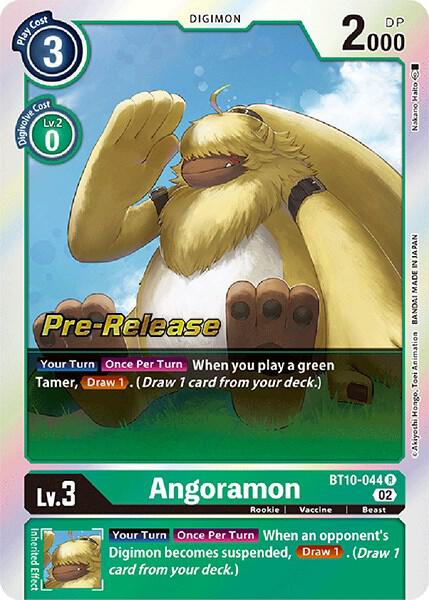 DIGIMON
Play Cost
3
2000
DP
Digivolve Cost
Lv.2
0
Nakano Haito
Pre-Release
Your Turn Once Per Turn When you play a green
Tamer, Draw 1. (Draw 1 card from your deck.)
©Akiyoshi Hongo, Toei Animation BANDAI MADE IN JAPAN
Lv.3
Angoramon
BT10-044 R
02
Rookie Vaccine Beast
Inherited Effect
Your Turn Once Per Turn When an opponent's
Digimon becomes suspended, Draw 1. (Draw 1
card from your deck.)